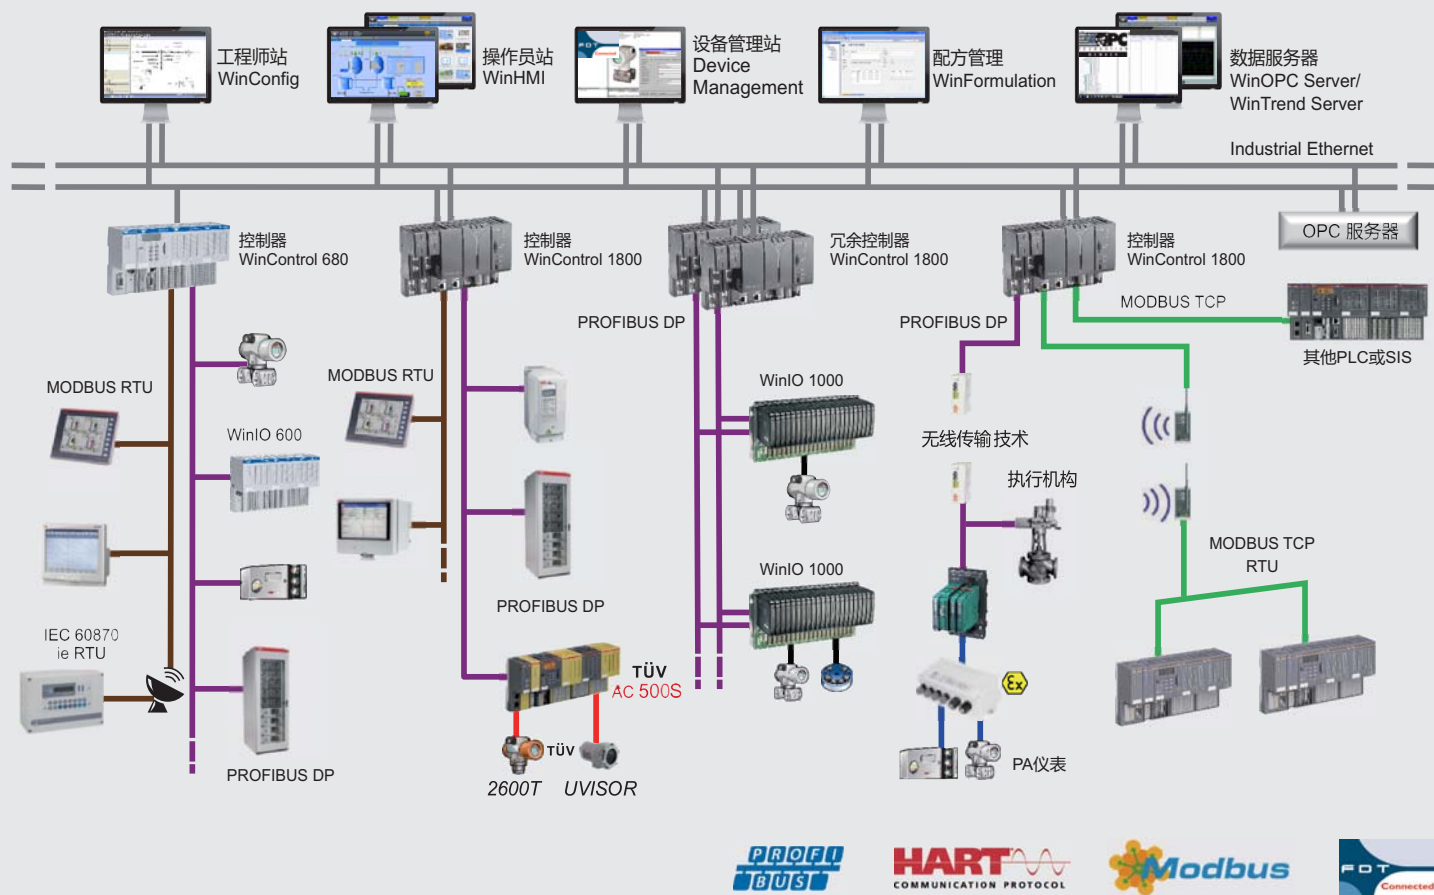 工程师站
WinConfig
操作员站
WinHMI
设备管理站
Device
Management
配方管理
WinFormulation
数据服务器
WinOPC Server/
WinTrend Server
Industrial Ethernet
控制器
WinControl 680
控制器
WinControl 1800
冗余控制器
WinControl 1800
控制器
WinControl 1800
OPC 服务器
MODBUS RTU
WinIO 600
IEC 60870
ie RTU
PROFIBUS DP
MODBUS RTU
PROFIBUS DP
TÜV
AC 500S
TÜV
2600T
UVISOR
PROFIBUS DP
WinIO 1000
WinIO 1000
PROFIBUS DP
无线传输技术
执行机构
Ex
PA仪表
MODBUS TCP
其他PLC或SIS
MODBUS TCP
RTU
PROFI
BUS
HART
COMMUNICATION PROTOCOL
Modbus
FDT
Connected